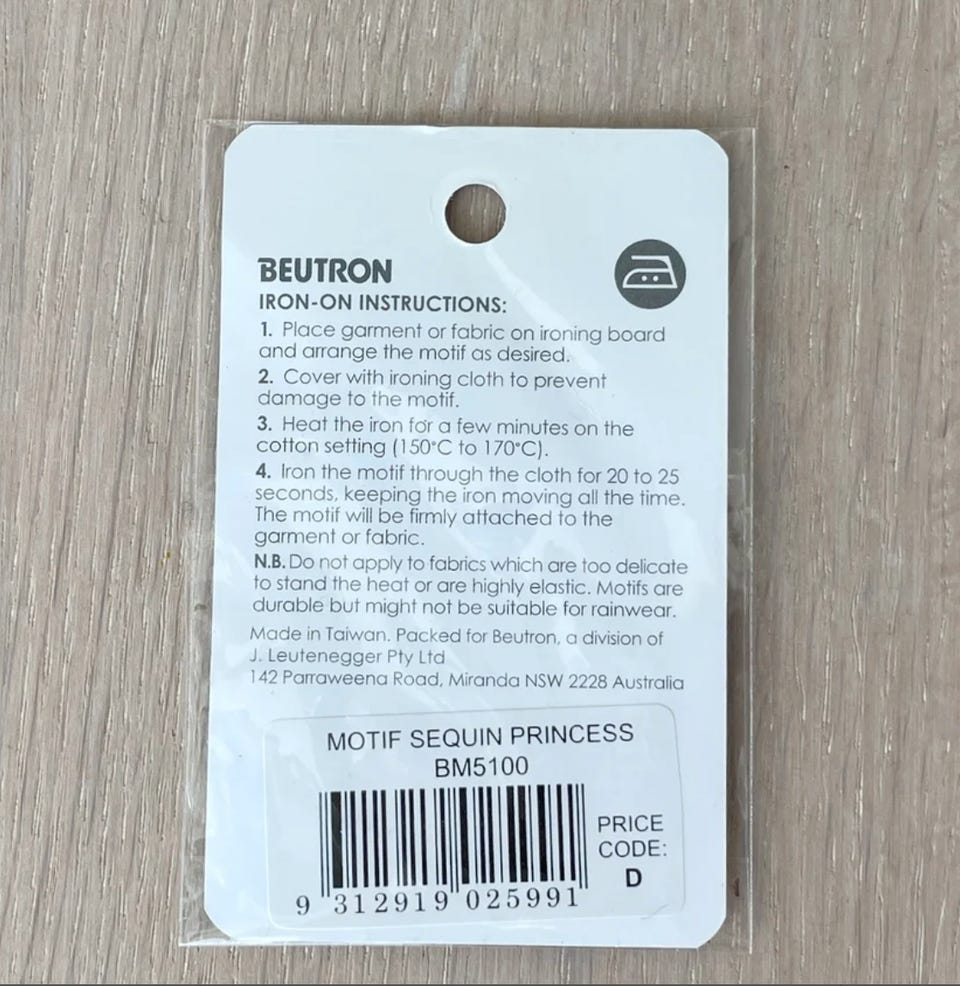 BEUTRON
IRON-ON INSTRUCTIONS:
1. Place garment or fabric on ironing board
and arrange the motif as desired.
2. Cover with ironing cloth to prevent
damage to the motif.
3. Heat the iron for a few minutes on the
cotton setting (150°C to 170°C).
4. Iron the motif through the cloth for 20 to 25
seconds, keeping the iron moving all the time.
The motif will be firmly attached to the
garment or fabric.
N.B. Do not apply to fabrics which are too delicate
to stand the heat or are highly elastic. Motifs are
durable but might not be suitable for rainwear.
Made in Taiwan. Packed for Beutron, a division of
J. Leutenegger Pty Ltd
142 Parraweena Road, Miranda NSW 2228 Australia
MOTIF SEQUIN PRINCESS
BM5100
PRICE
CODE:
D
9 312919 025991